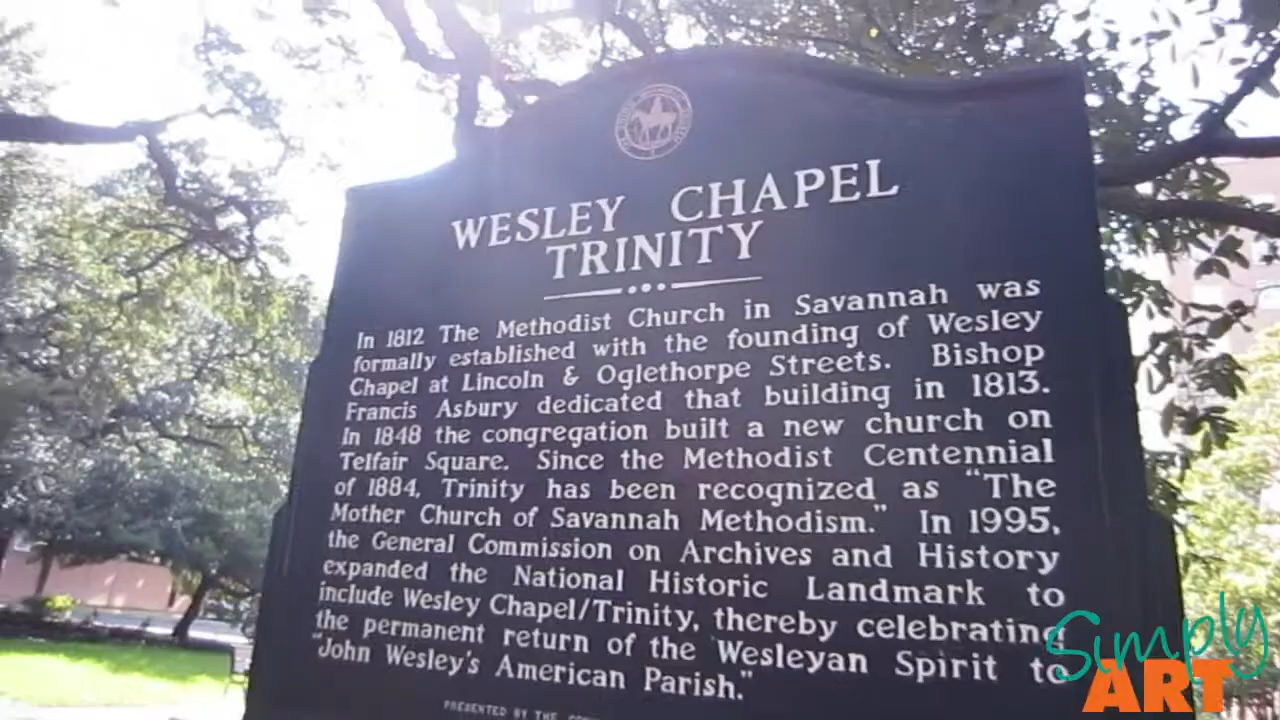 WESLEY CHAPEL
TRINITY
In 1812 The Methodist Church in Savannah was
formally established with the founding of Wesley
Chapel at Lincoln & Oglethorpe Streets. Bishop
Francis Asbury dedicated that building in 1813.
In 1848 the congregation built a new church on
Telfair Square. Since the Methodist Centennial
of 1884, Trinity has been recognized as "The
Mother Church of Savannah Methodism." In 1995,
the General Commission on Archives and History
expanded the National Historic Landmark to
include Wesley Chapel/Trinity, thereby celebrating
the permanent return of the Wesleyan Spirit to
"John Wesley's American Parish."
PRESENTED BY THE
Simply
ART